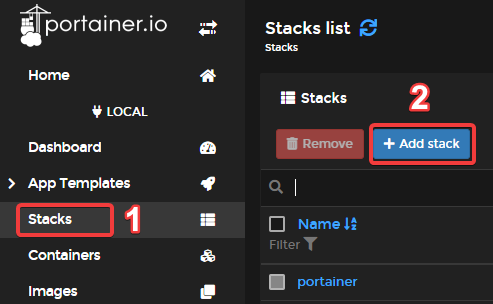 portainer.io
Home
LOCAL
Dashboard
App Templates
Stacks 1
Containers
Images
Stacks list
Stacks
Stacks
2
Remove
+ Add stack
Name
Filter
portainer